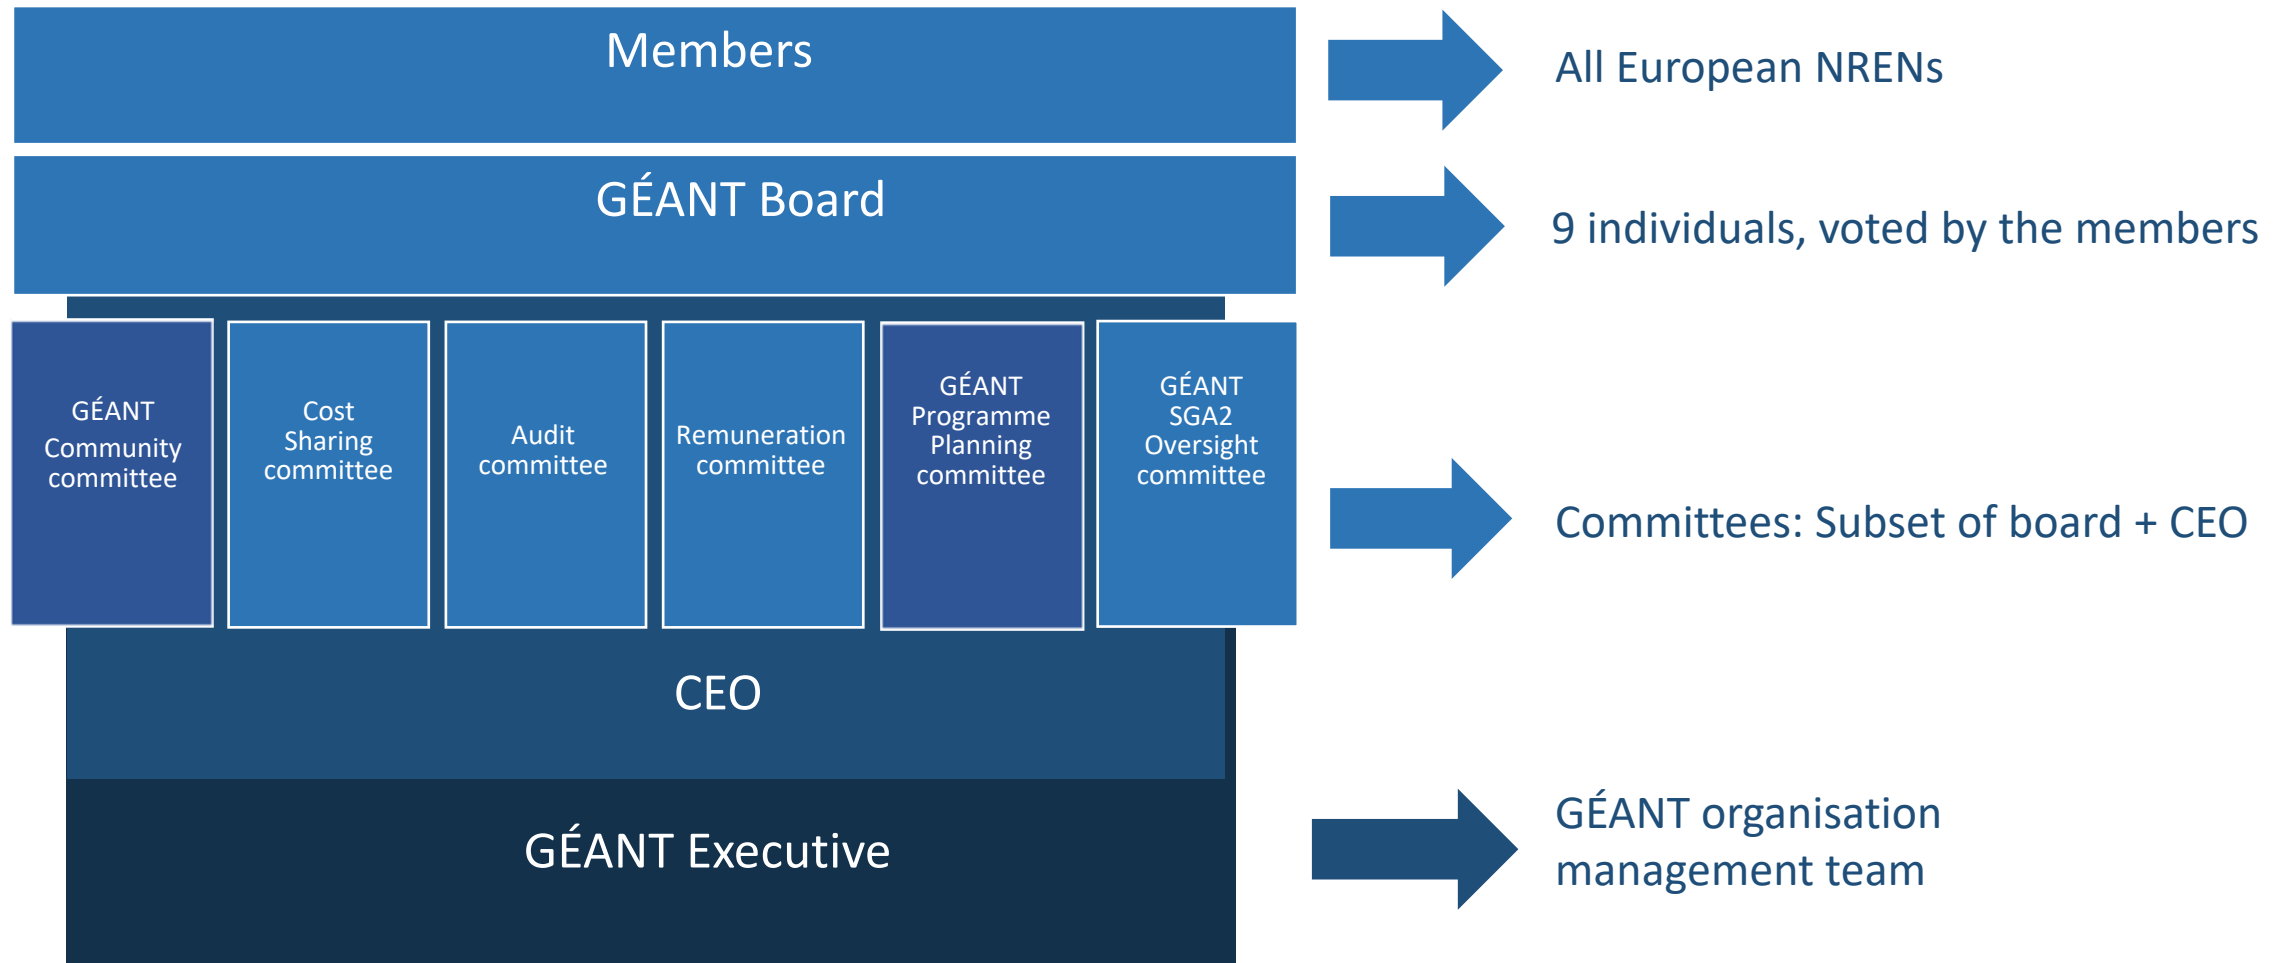 Members
All European NRENs
GÉANT Board
9 individuals, voted by the members
GÉANT
Community
committee
Cost
Sharing
committee
Audit
committee
Remuneration
committee
GÉANT
Programme
Planning
committee
GÉANT
SGA2
Oversight
committee
Committees: Subset of board + CEO
CEO
GÉANT Executive
GÉANT organisation
management team